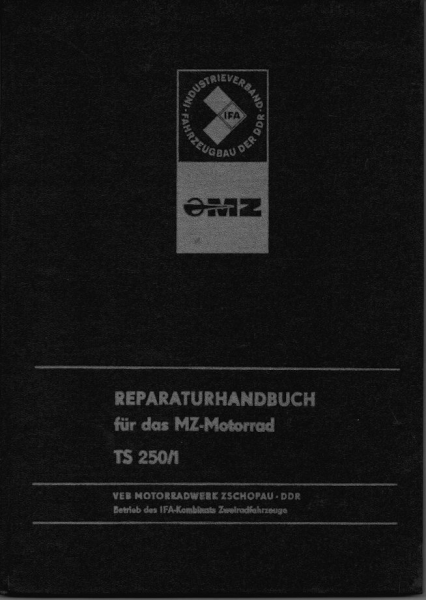 INDUSTRIEVERBAND
FAHRZEUGBAU DER DDR
IFA
MZ
REPARATURHANDBUCH
für das MZ-Motorrad
TS 250/1
VEB MOTORRADWERK ZSCHOPAU · DDR
Betrieb des IFA-Kombinats Zweiradfahrzeuge